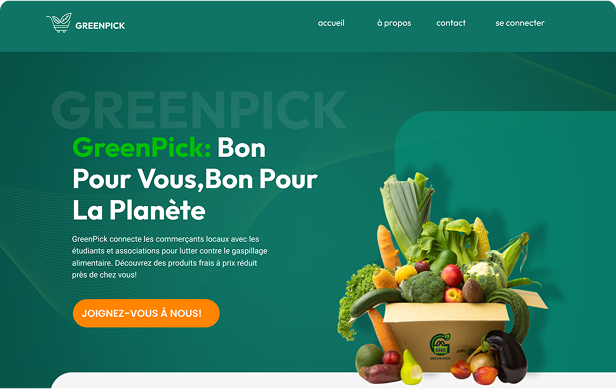 GREENPICK
accueil
à propos
contact
se connecter
GREENPICK
GreenPick: Bon
Pour Vous,Bon Pour
La Planète
GreenPick connecte les commerçants locaux avec les
étudiants et associations pour lutter contre le gaspillage
alimentaire. Découvrez des produits frais à prix réduit
près de chez vous!
JOIGNEZ-VOUS À NOUS!
GREEN PICK